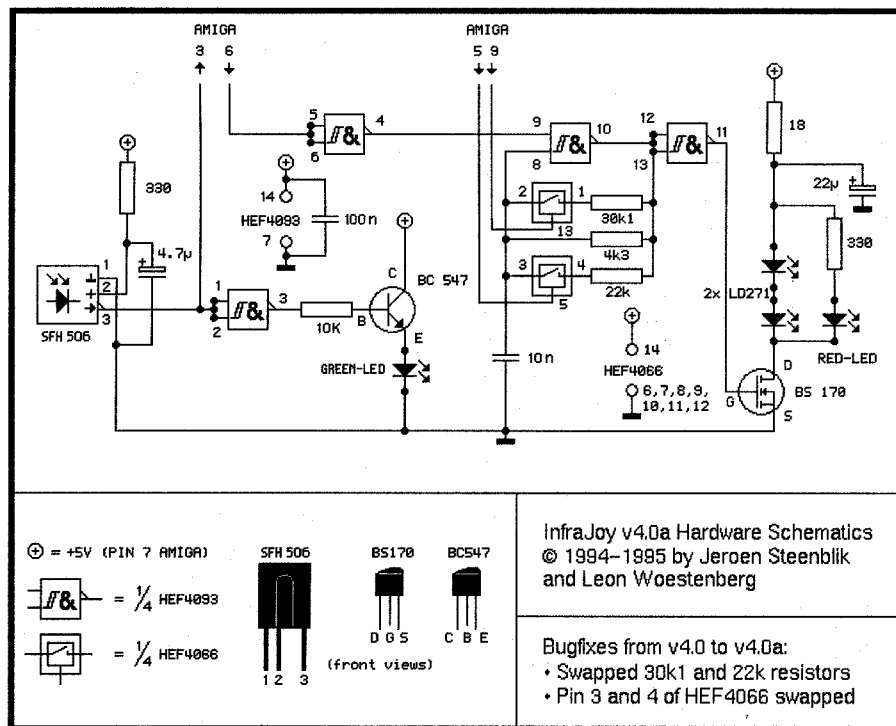 AMIGA
3 6
AMIGA
5 9
5
6
4
9
8
10
12
13
11
18
22µ
330
330
14
HEF4093
7
100n
4.7µ
1
2
3
SFH506
1
2
3
10K
B
C
E
BC 547
GREEN-LED
2
1
13
30k1
4k3
3
4
5
22k
10n
14
HEF4066
6,7,8,9,
10,11,12
2x LD271
RED-LED
D
G
S
BS 170
= +5V (PIN 7 AMIGA)
&
= 1/4 HEF4093
= 1/4 HEF4066
SFH506
1 2 3
BS170
D G S
BC547
C B E
(front views)
InfraJoy v4.0a Hardware Schematics
© 1994-1995 by Jeroen Steenblik
and Leon Woestenberg
Bugfixes from v4.0 to v4.0a:
• Swapped 30k1 and 22k resistors
• Pin 3 and 4 of HEF4066 swapped